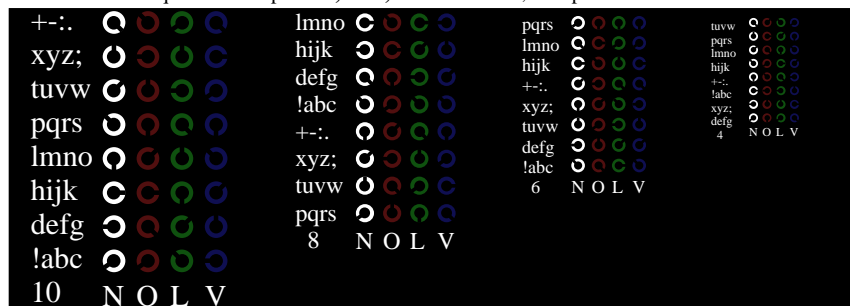 +-:.
xyz;
tuvw
pqrs
lmno
hijk
defg
!abc
10 N O L V
lmno
hijk
defg
!abc
+-:.
xyz;
tuvw
pqrs
8 N O L V
pqrs
lmno
hijk
+-:.
xyz;
tuvw
defg
!abc
6 N O L V
tuvw
pqrs
lmno
hijk
+-:.
!abc
xyz;
defg
4 N O L V